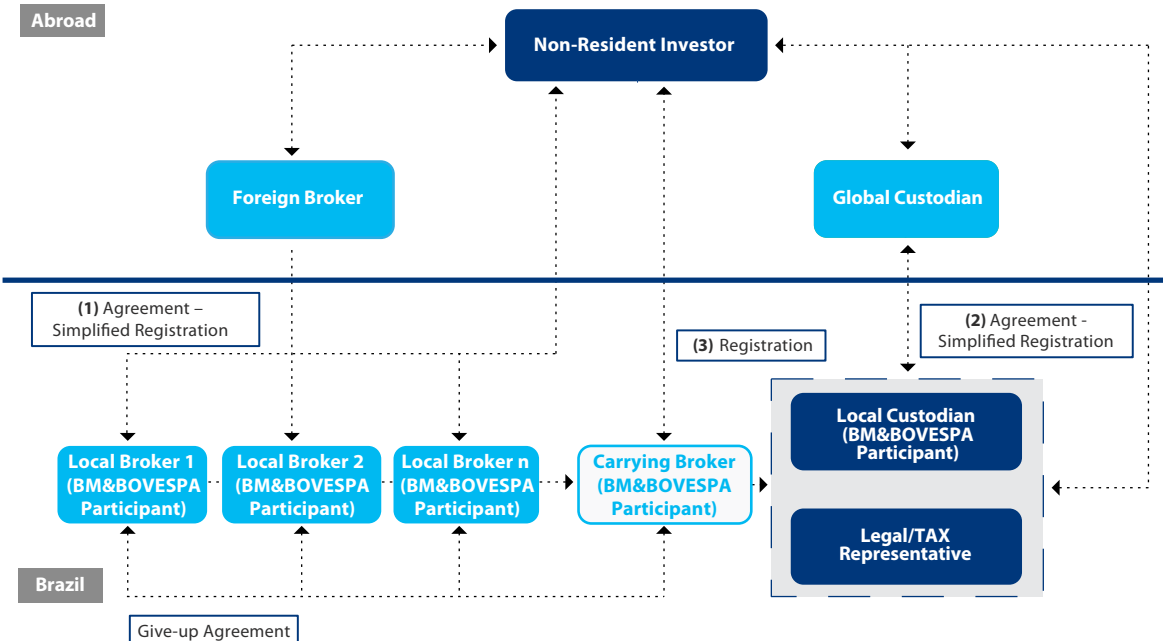 Abroad
Non-Resident Investor
Foreign Broker
Global Custodian
(1) Agreement –
Simplified Registration
(3) Registration
(2) Agreement -
Simplified Registration
Local Broker 1
(BM&BOVESPA
Participant)
Local Broker 2
(BM&BOVESPA
Participant)
Local Broker n
(BM&BOVESPA
Participant)
Carrying Broker
(BM&BOVESPA
Participant)
Local Custodian
(BM&BOVESPA
Participant)
Legal/TAX
Representative
Brazil
Give-up Agreement